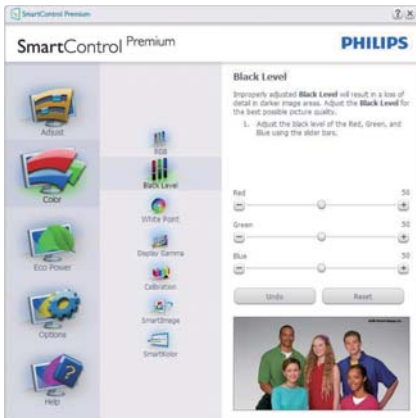 SmartControl Premium
SmartControl Premium
PHILIPS
Adjust
Color
Eco Power
Options
Help
RGB
Black Level
White Point
Display Gamma
Calibration
SmartImage
SmartKolor
Black Level
Improperly adjusted Black Level will result in a loss of
detail in darker image areas. Adjust the Black Level for
the best possible picture quality.
1. Adjust the black level of the Red, Green, and
Blue using the slider bars.
Red 50
Green 50
Blue 50
Undo Reset